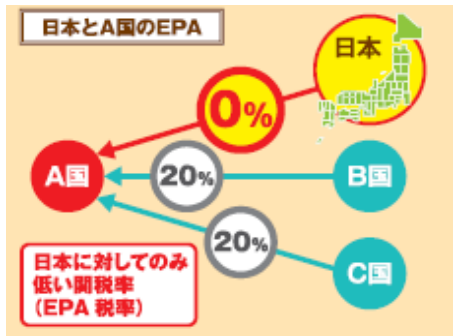 日本とA国のEPA
日本
0%
A国
20%
B国
20%
C国
日本に対してのみ
低い関税率
(EPA 税率)